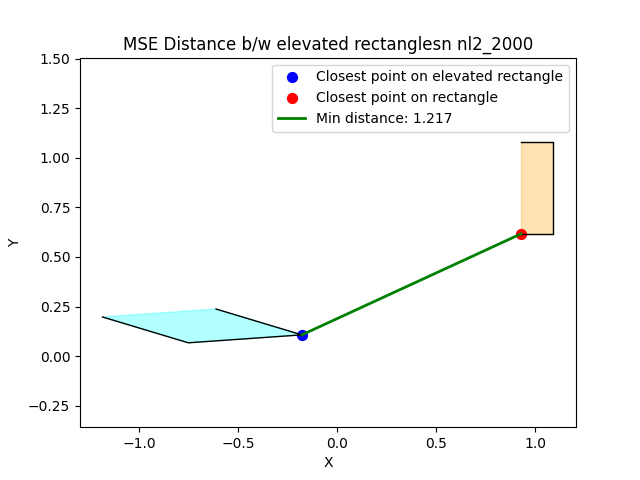 MSE Distance b/w elevated rectanglesn nl2_2000
Closest point on elevated rectangle
Closest point on rectangle
Min distance: 1.217
1.50
1.25
1.00
0.75
0.50
0.25
0.00
−0.25
Y
−1.0 −0.5 0.0 0.5 1.0
X